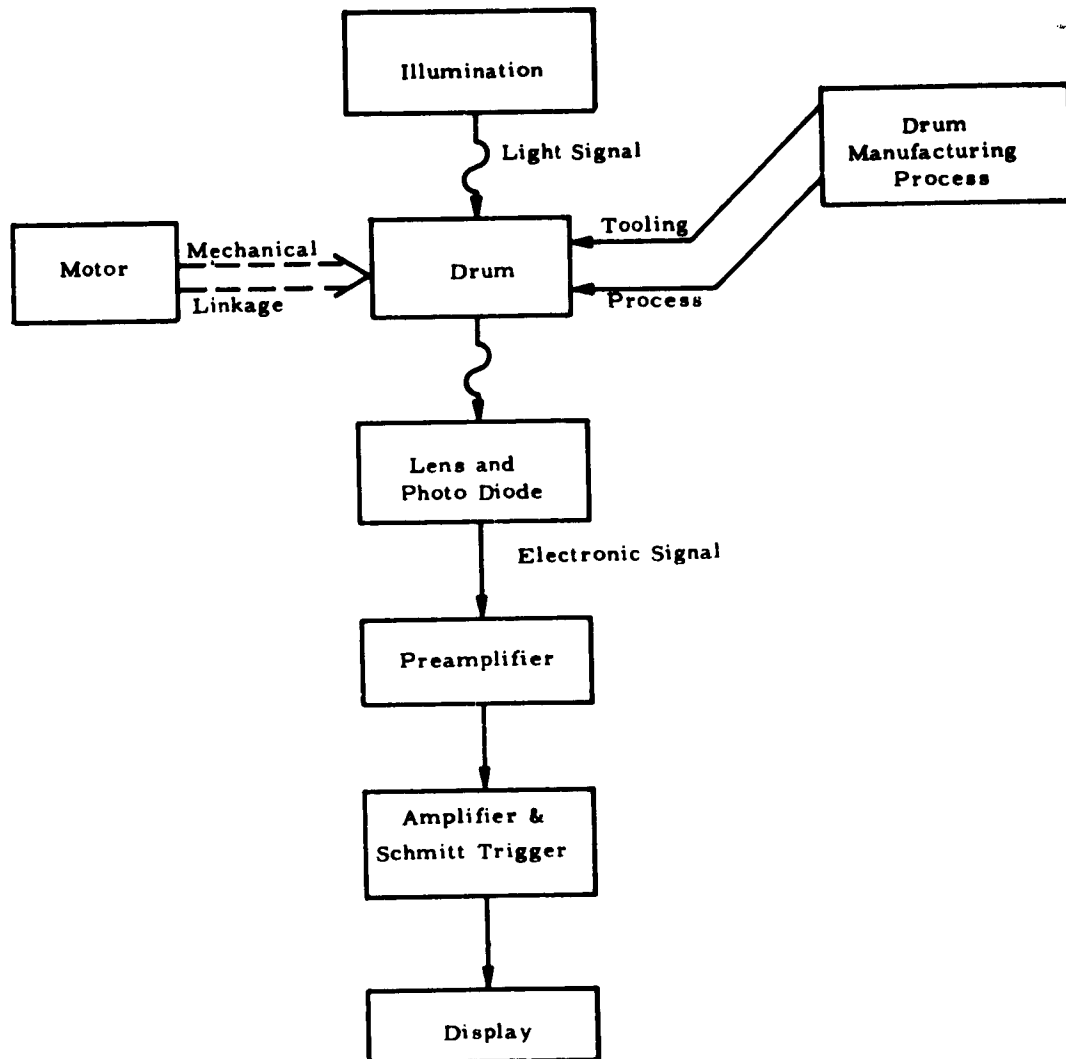 Illumination
Light Signal
Drum
Manufacturing
Process
Tooling
Mechanical
Motor
Drum
Linkage
Process
Lens and
Photo Diode
Electronic Signal
Preamplifier
Amplifier &
Schmitt Trigger
Display